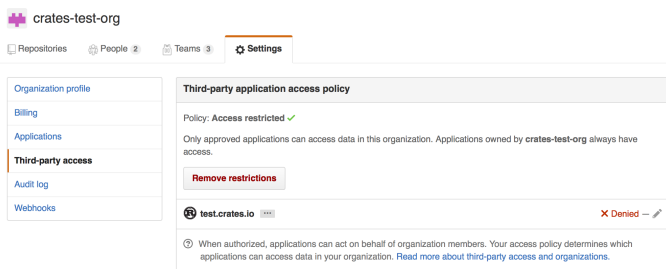 crates-test-org
Repositories People 2 Teams 3 Settings
Organization profile
Billing
Applications
Third-party access
Audit log
Webhooks
Third-party application access policy
Policy: Access restricted ✓
Only approved applications can access data in this organization. Applications owned by crates-test-org always have
access.
Remove restrictions
test.crates.io ···
✕ Denied —
When authorized, applications can act on behalf of organization members. Your access policy determines which
applications can access data in your organization. Read more about third-party access and organizations.